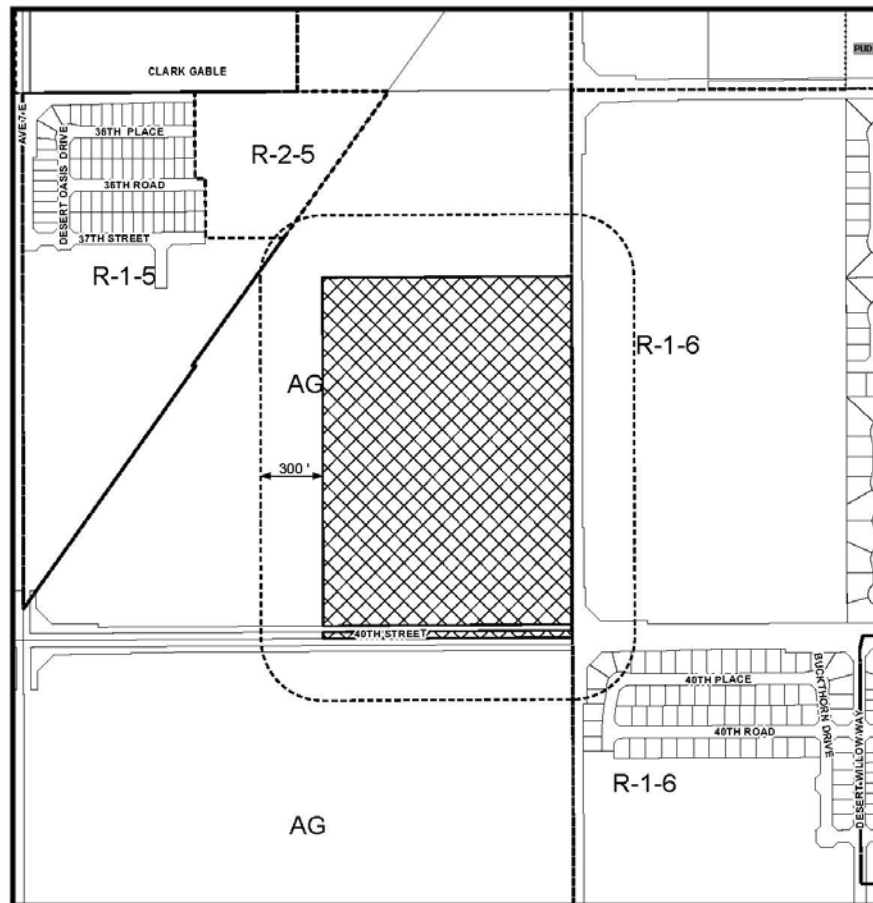 CLARK GABLE
PUD
AVE 7 E
36TH PLACE
DESERT OASIS DRIVE
R-2-5
36TH ROAD
37TH STREET
R-1-5
R-1-6
AG
300 '
40TH STREET
40TH PLACE
BUCKTHORN DRIVE
40TH ROAD
DESERT WILLOW WAY
R-1-6
AG